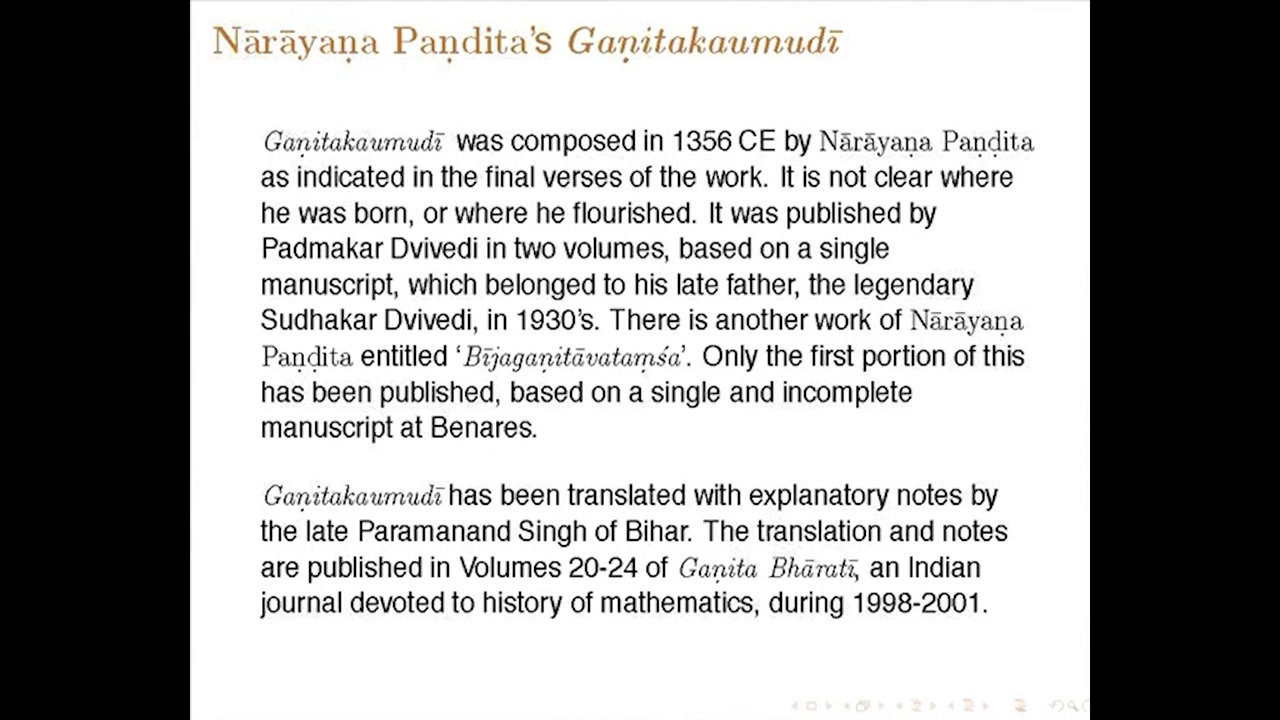 Nārāyaṇa Paṇdita's Gaṇitakaumudī
Gaṇitakaumudī was composed in 1356 CE by Nārāyaṇa Paṇḍita
as indicated in the final verses of the work. It is not clear where
he was born, or where he flourished. It was published by
Padmakar Dvivedi in two volumes, based on a single
manuscript, which belonged to his late father, the legendary
Sudhakar Dvivedi, in 1930's. There is another work of Nārāyaṇa
Paṇḍita entitled ‘Bījagaṇitāvataṃśa’. Only the first portion of this
has been published, based on a single and incomplete
manuscript at Benares.
Gaṇitakaumudī has been translated with explanatory notes by
the late Paramanand Singh of Bihar. The translation and notes
are published in Volumes 20-24 of Gaṇita Bhāratī, an Indian
journal devoted to history of mathematics, during 1998-2001.